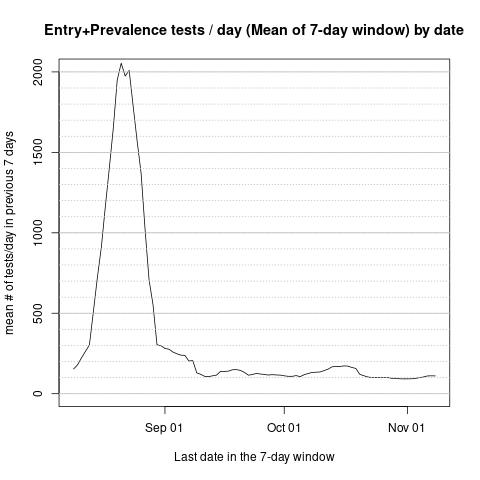 Entry+Prevalence tests / day (Mean of 7-day window) by date
mean # of tests/day in previous 7 days
2000
1500
1000
500
0
Sep 01
Oct 01
Nov 01
Last date in the 7-day window